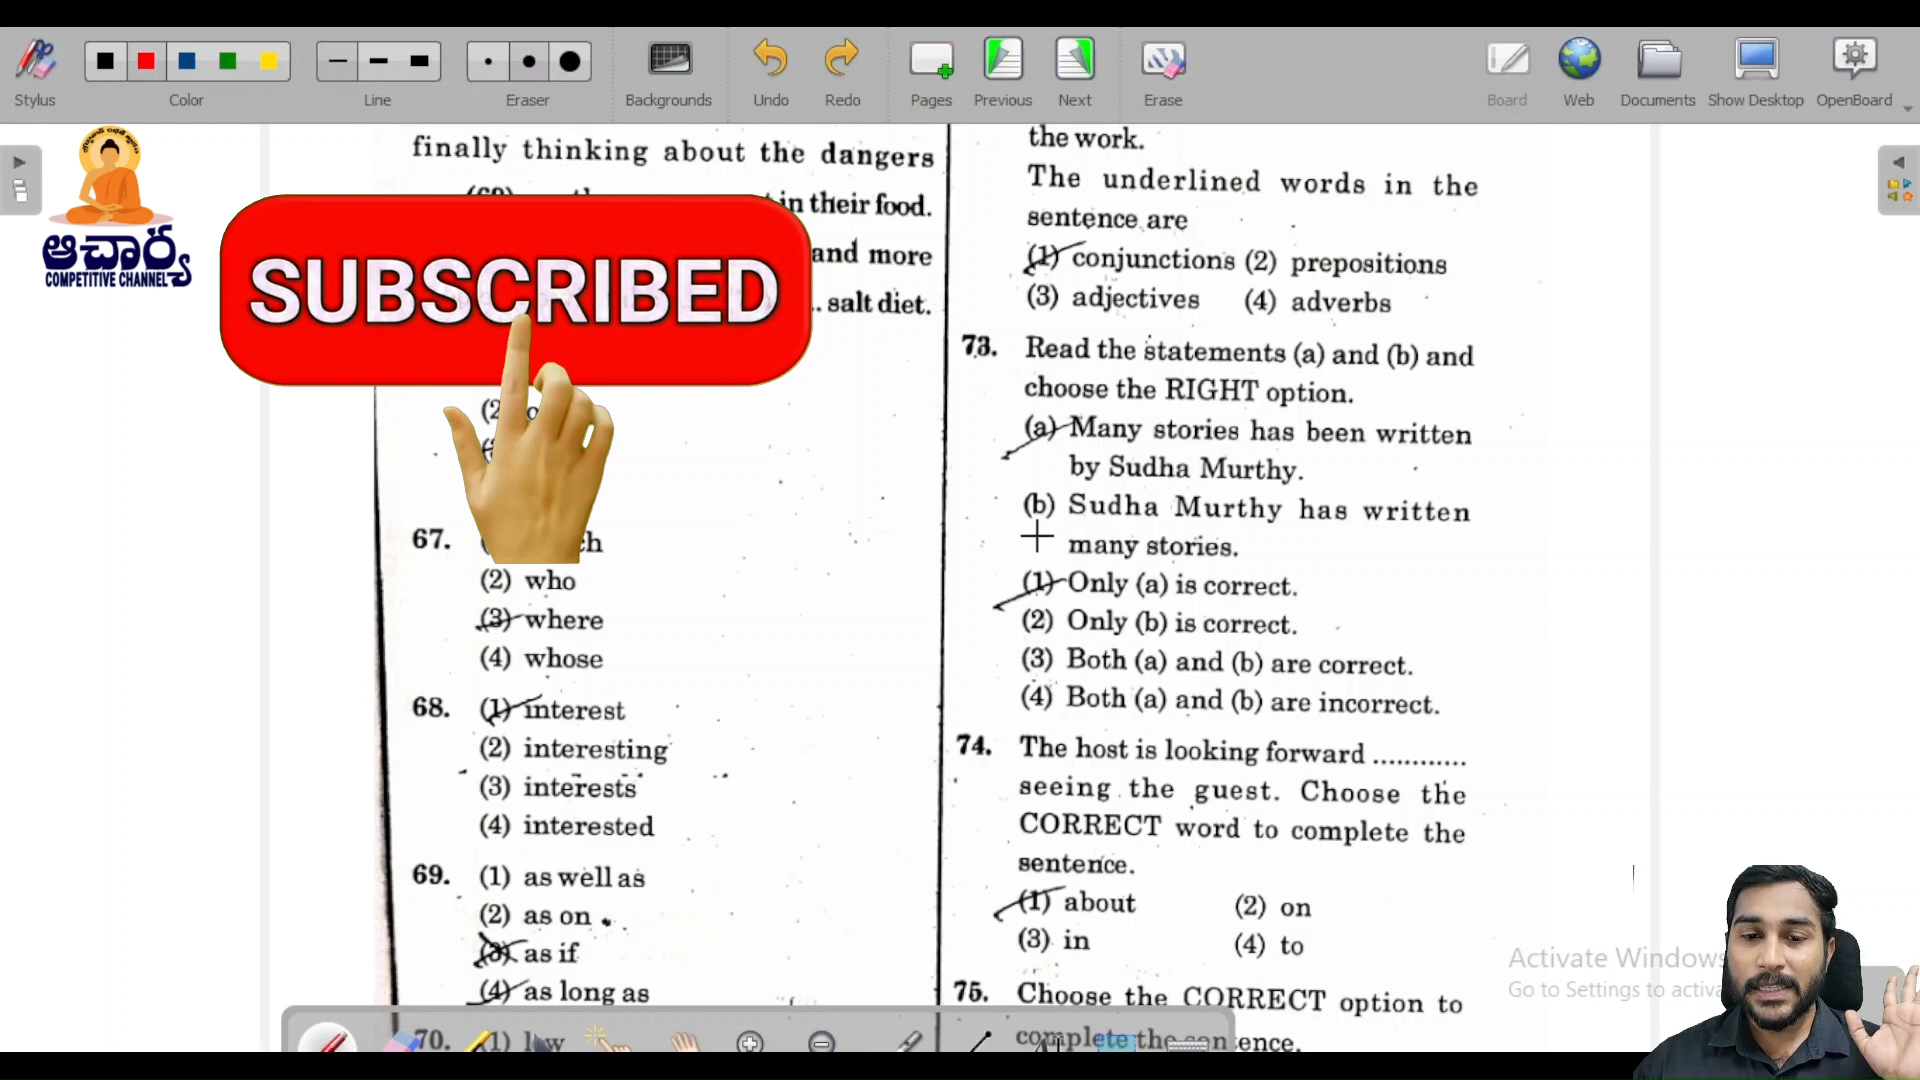 Stylus
Color
Line
Eraser
Backgrounds
Undo
Redo
Pages
Previous
Next
Erase
Board
Web
Documents
Show Desktop
OpenBoard
ఆచార్య
COMPETITIVE CHANNEL
SUBSCRIBED
finally thinking about the dangers
in their food.
and more
salt diet.
67.
(2) who
(3) where
(4) whose
68. (1) interest
(2) interesting
(3) interests
(4) interested
69. (1) as well as
(2) as on
(3) as if
(4) as long as
70. (1) low
the work.
The underlined words in the
sentence are
(1) conjunctions (2) prepositions
(3) adjectives (4) adverbs
73. Read the statements (a) and (b) and
choose the RIGHT option.
(a) Many stories has been written
by Sudha Murthy.
(b) Sudha Murthy has written
many stories.
(1) Only (a) is correct.
(2) Only (b) is correct.
(3) Both (a) and (b) are correct.
(4) Both (a) and (b) are incorrect.
74. The host is looking forward ............
seeing the guest. Choose the
CORRECT word to complete the
sentence.
(1) about (2) on
(3) in (4) to
75. Choose the CORRECT option to
complete the sentence.
Activate Windows
Go to Settings to activa